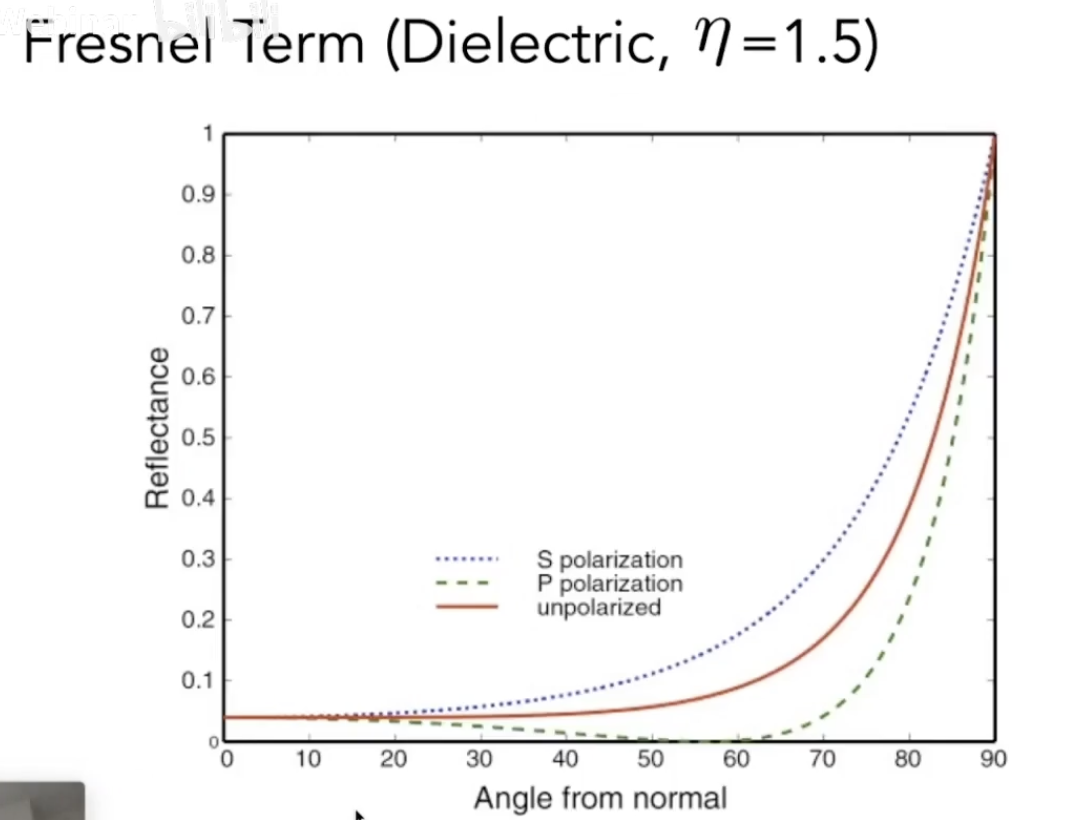 Fresnel Term (Dielectric, η=1.5)
1
0.9
0.8
0.7
0.6
0.5
0.4
0.3
0.2
0.1
0
Reflectance
S polarization
P polarization
unpolarized
0 10 20 30 40 50 60 70 80 90
Angle from normal